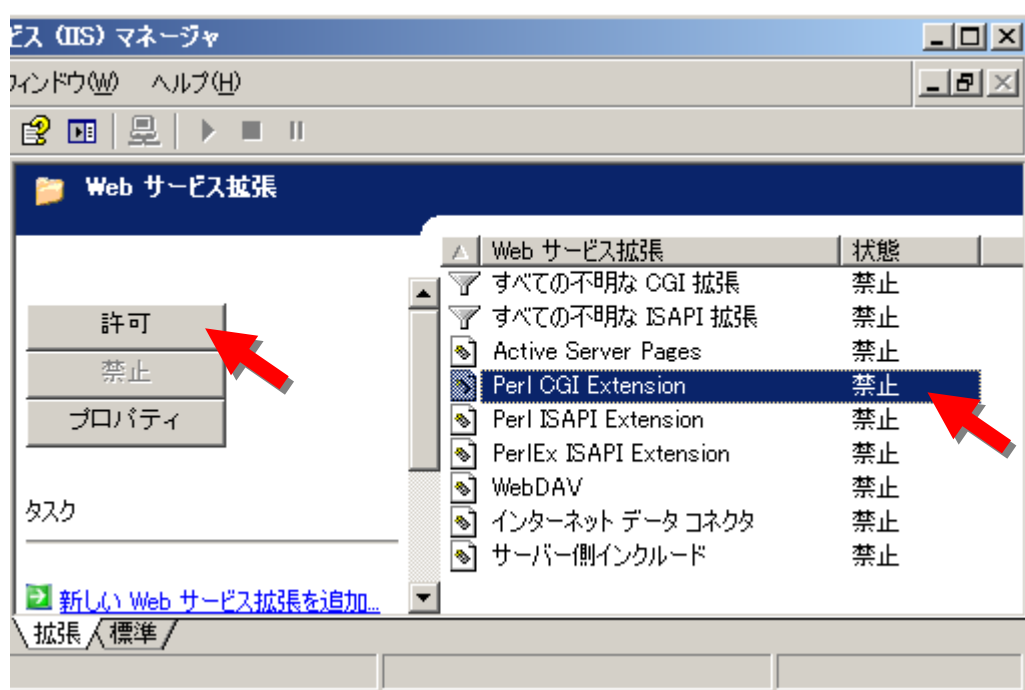 ビス (IIS) マネージャ
ウィンドウ(W) ヘルプ(H)
Web サービス拡張
Web サービス拡張 状態
すべての不明な CGI 拡張 禁止
すべての不明な ISAPI 拡張 禁止
Active Server Pages 禁止
Perl CGI Extension 禁止
Perl ISAPI Extension 禁止
PerlEx ISAPI Extension 禁止
WebDAV 禁止
インターネット データ コネクタ 禁止
サーバー側インクルード 禁止
許可
禁止
プロパティ
タスク
新しい Web サービス拡張を追加...
拡張 標準